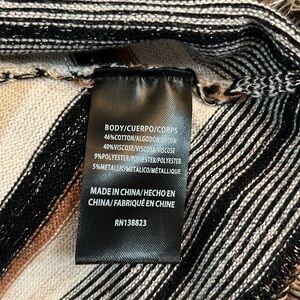 BODY/CUERPO/CORPS
46%COTTON/ALGODON/COTON
40%VISCOSE/VISCOSA/VISCOSE
9%POLYESTER/POLIÉSTER/POLYESTER
5%METALLIC/METÁLICO/MÉTALLIQUE
MADE IN CHINA/HECHO EN
CHINA/FABRIQUÉ EN CHINE
RN138823